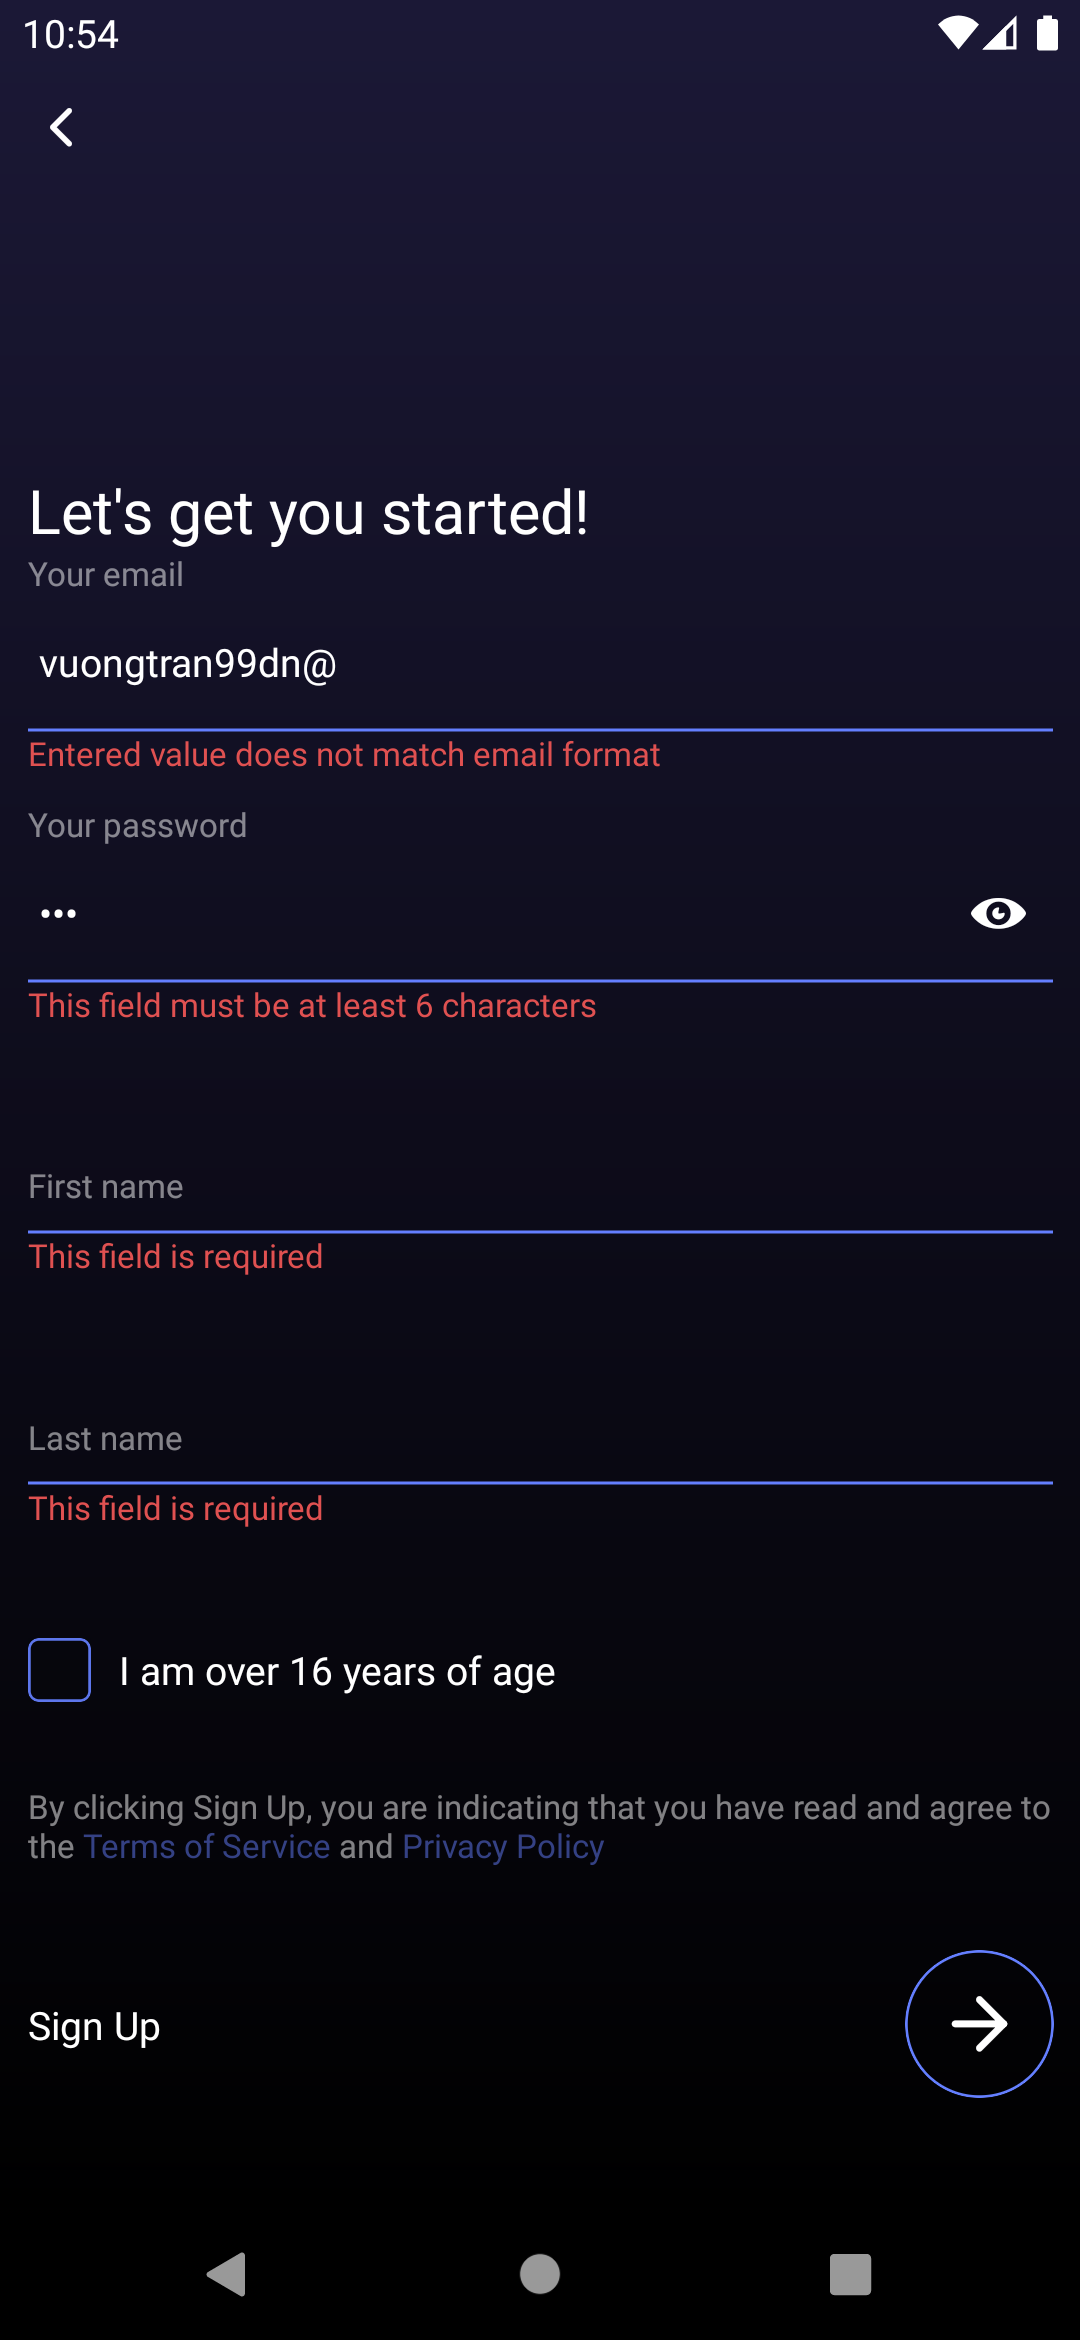 10:54
Let's get you started!
Your email
vuongtran99dn@
Entered value does not match email format
Your password
•••
This field must be at least 6 characters
First name
This field is required
Last name
This field is required
I am over 16 years of age
By clicking Sign Up, you are indicating that you have read and agree to
the Terms of Service and Privacy Policy
Sign Up